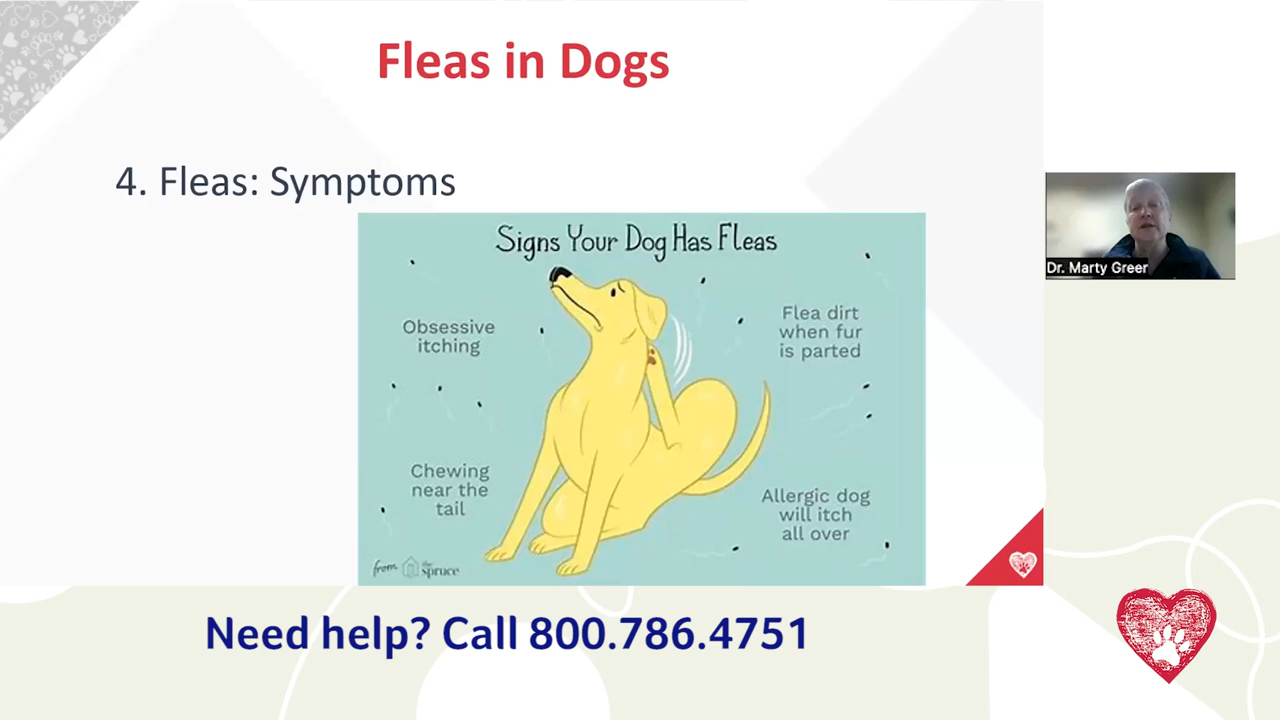 Fleas in Dogs
4. Fleas: Symptoms
Signs Your Dog Has Fleas
Obsessive
itching
Flea dirt
when fur
is parted
Chewing
near the
tail
Allergic dog
will itch
all over
from the spruce
Dr. Marty Greer
Need help? Call 800.786.4751